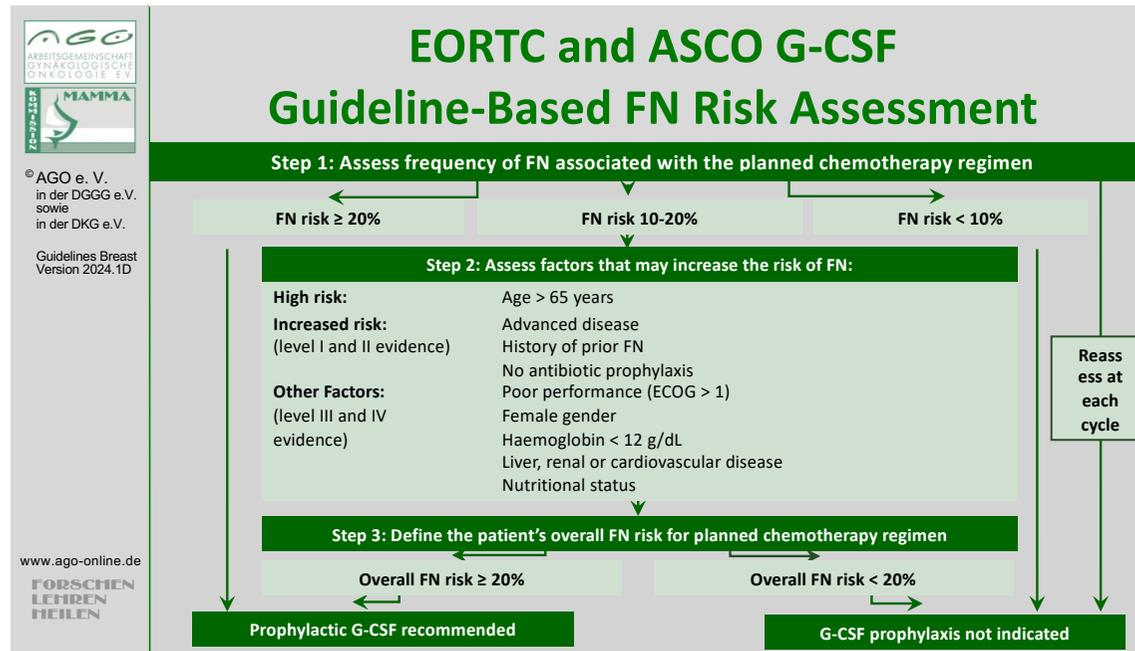 AGO
ARBEITSGEMEINSCHAFT
GYNÄKOLOGISCHE
ONKOLOGIE E.V.
KOMMISSION
MAMMA
© AGO e. V.
in der DGGG e.V.
sowie
in der DKG e.V.
Guidelines Breast
Version 2024.1D
www.ago-online.de
FORSCHEN
LEHREN
HEILEN
EORTC and ASCO G-CSF
Guideline-Based FN Risk Assessment
Step 1: Assess frequency of FN associated with the planned chemotherapy regimen
FN risk ≥ 20%
FN risk 10-20%
FN risk < 10%
Step 2: Assess factors that may increase the risk of FN:
High risk: Age > 65 years
Increased risk: Advanced disease
(level I and II evidence) History of prior FN
No antibiotic prophylaxis
Other Factors: Poor performance (ECOG > 1)
(level III and IV Female gender
evidence) Haemoglobin < 12 g/dL
Liver, renal or cardiovascular disease
Nutritional status
Reass
ess at
each
cycle
Step 3: Define the patient's overall FN risk for planned chemotherapy regimen
Overall FN risk ≥ 20%
Overall FN risk < 20%
Prophylactic G-CSF recommended
G-CSF prophylaxis not indicated